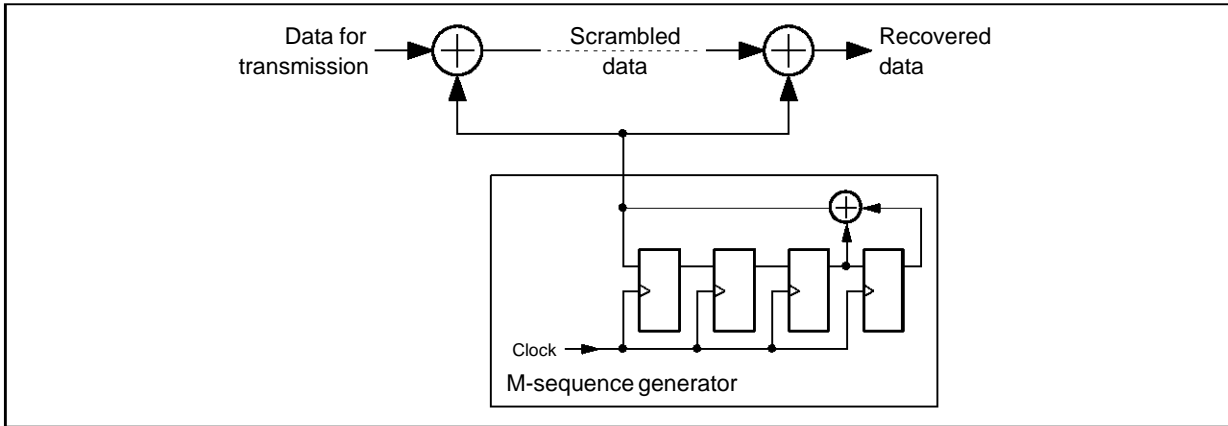 Data for
transmission
Scrambled
data
Recovered
data
Clock
M-sequence generator